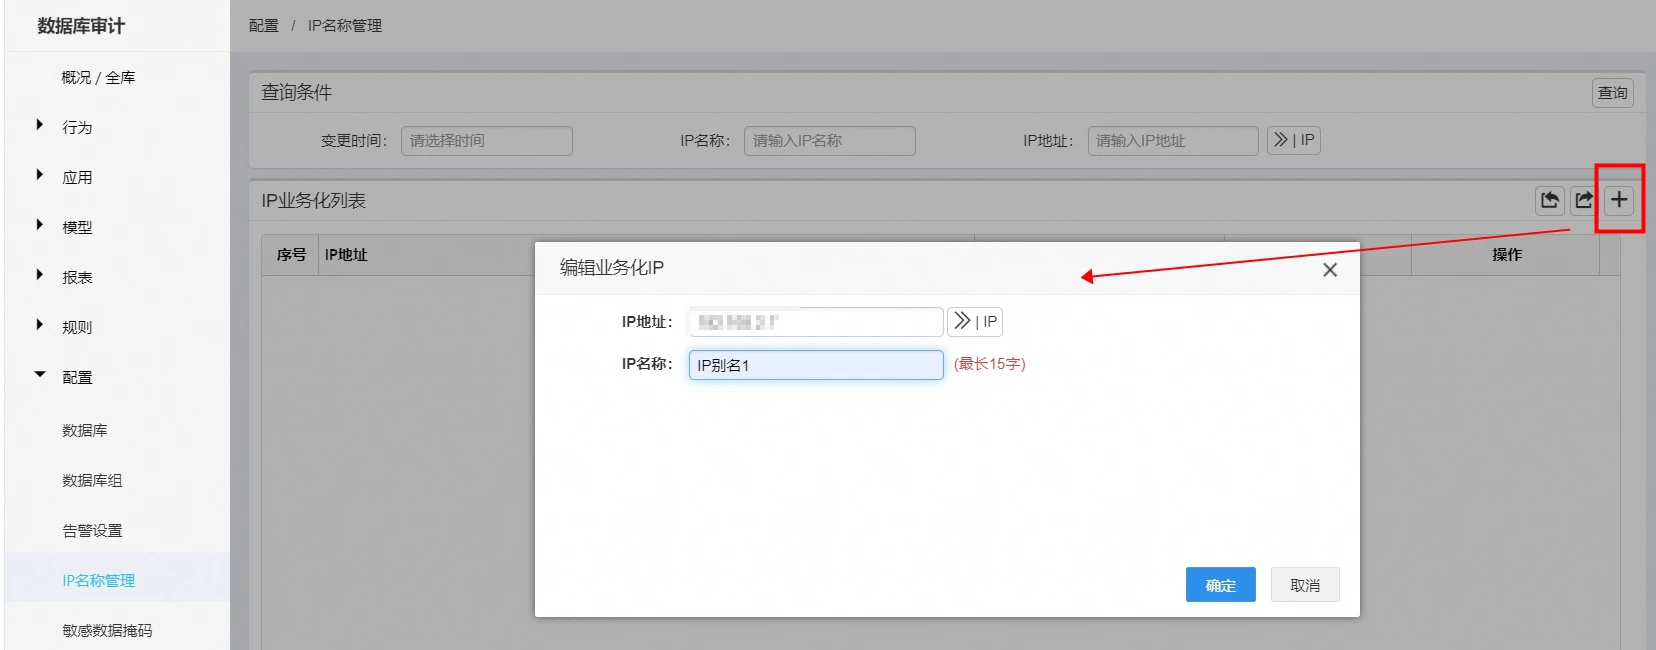 数据库审计
概况 / 全库
行为
应用
模型
报表
规则
配置
数据库
数据库组
告警设置
IP名称管理
敏感数据掩码
配置 / IP名称管理
查询条件
查询
变更时间: 请选择时间 IP名称: 请输入IP名称 IP地址: 请输入IP地址 | IP
IP业务化列表
序号 IP地址 操作
编辑业务化IP
IP地址: | IP
IP名称: IP别名1 (最长15字)
确定 取消